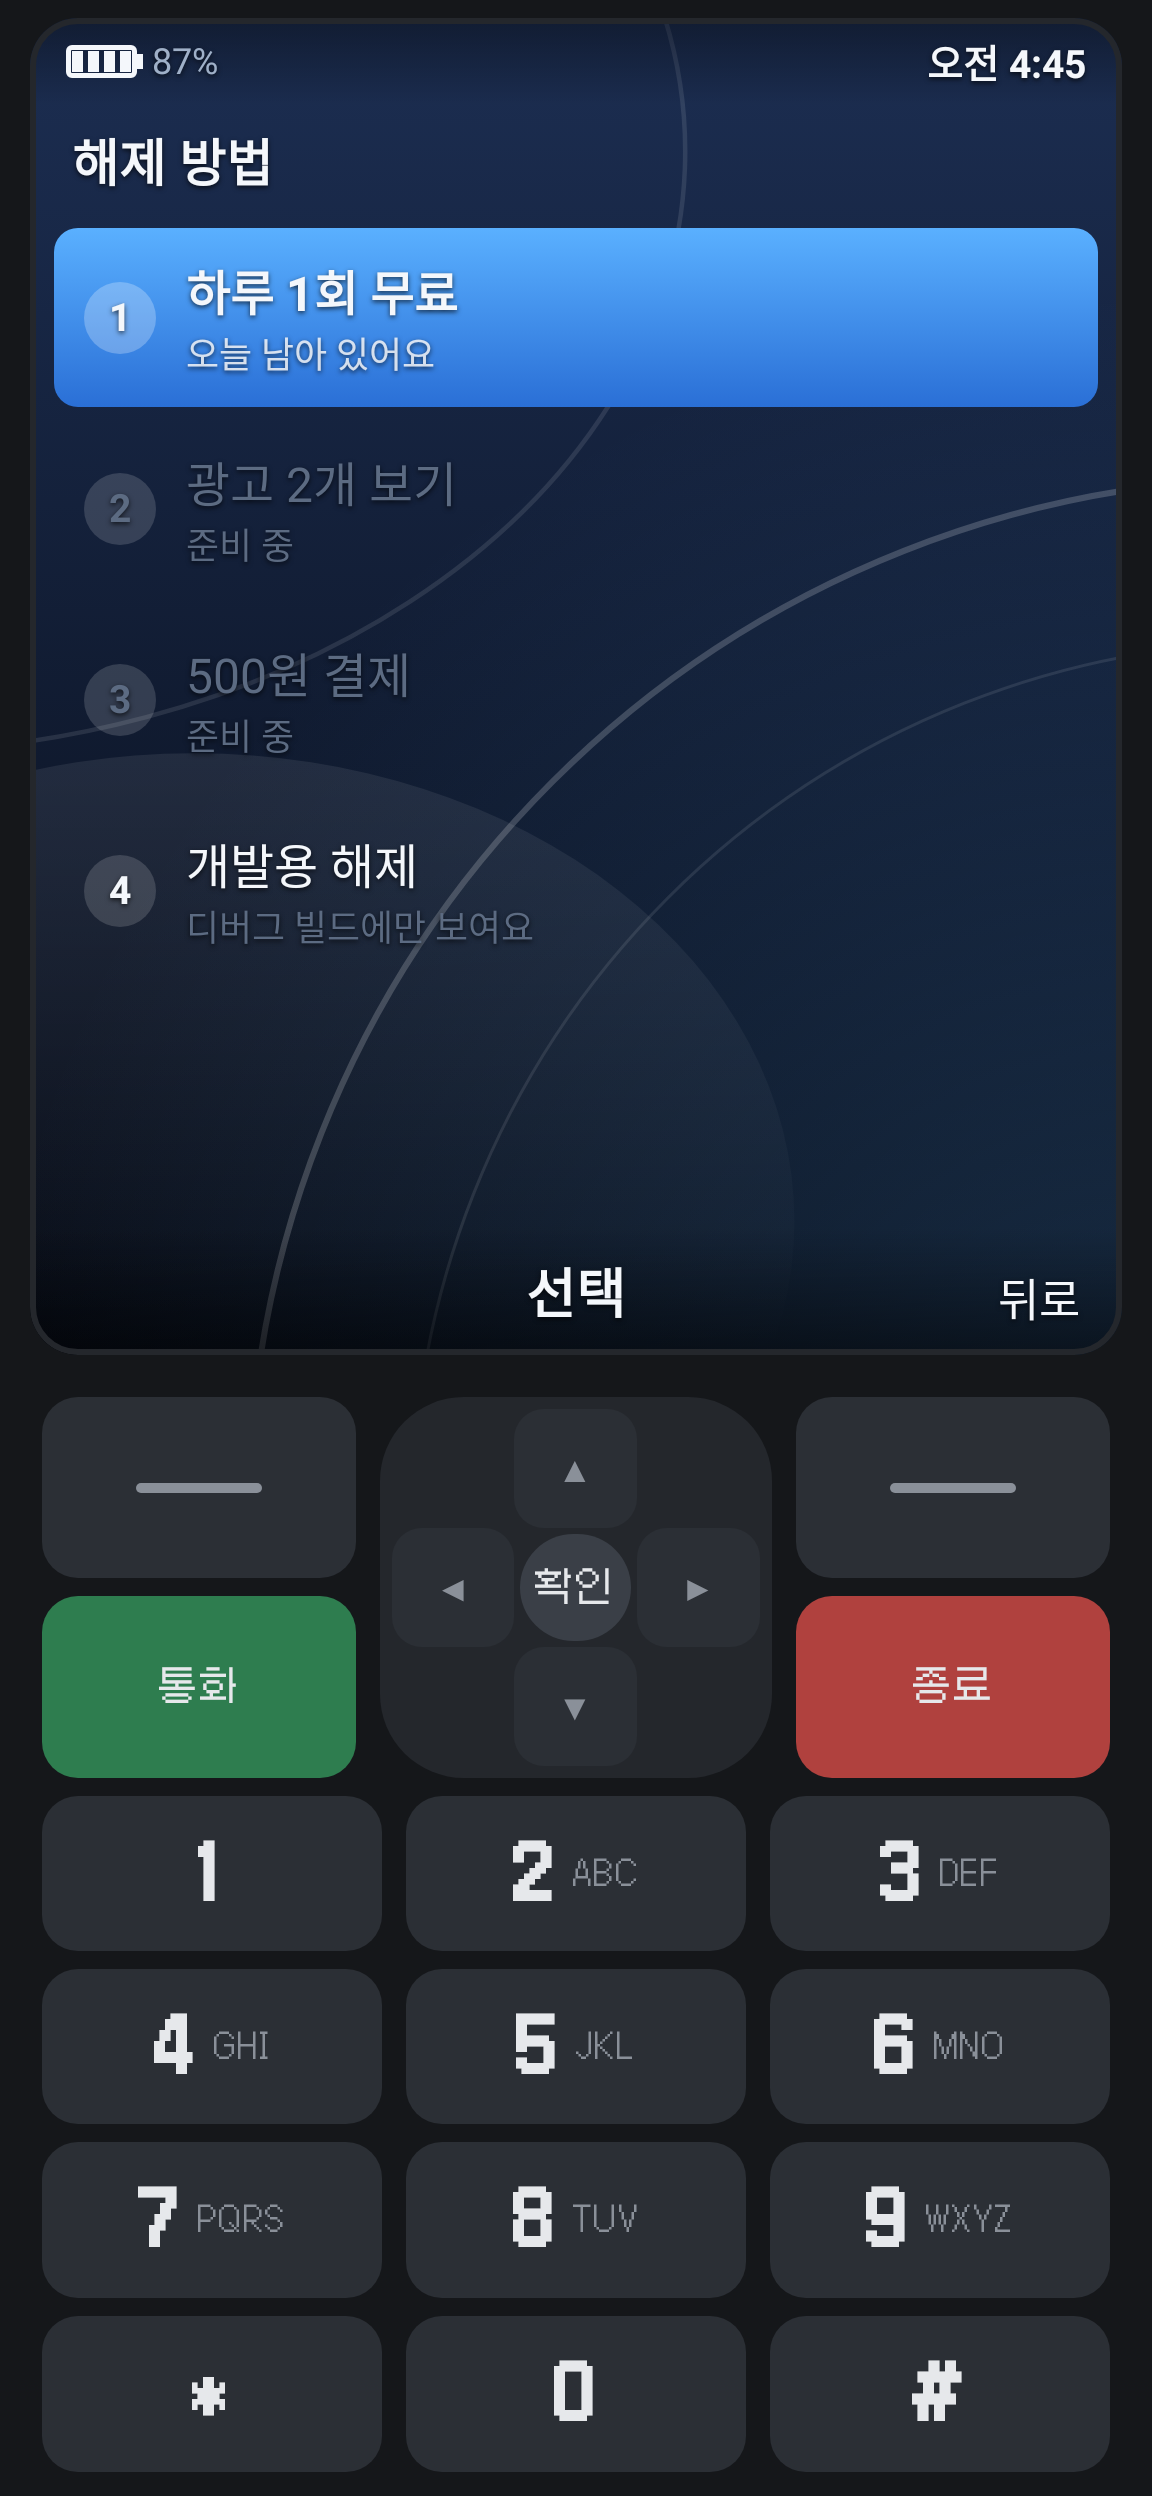 87%
오전 4:45
해제 방법
1 하루 1회 무료
오늘 남아 있어요
2 광고 2개 보기
준비 중
3 500원 결제
준비 중
4 개발용 해제
디버그 빌드에만 보여요
선택
뒤로
▲
◀ 확인 ▶
▼
통화
종료
1
2 ABC
3 DEF
4 GHI
5 JKL
6 MNO
7 PQRS
8 TUV
9 WXYZ
*
0
#